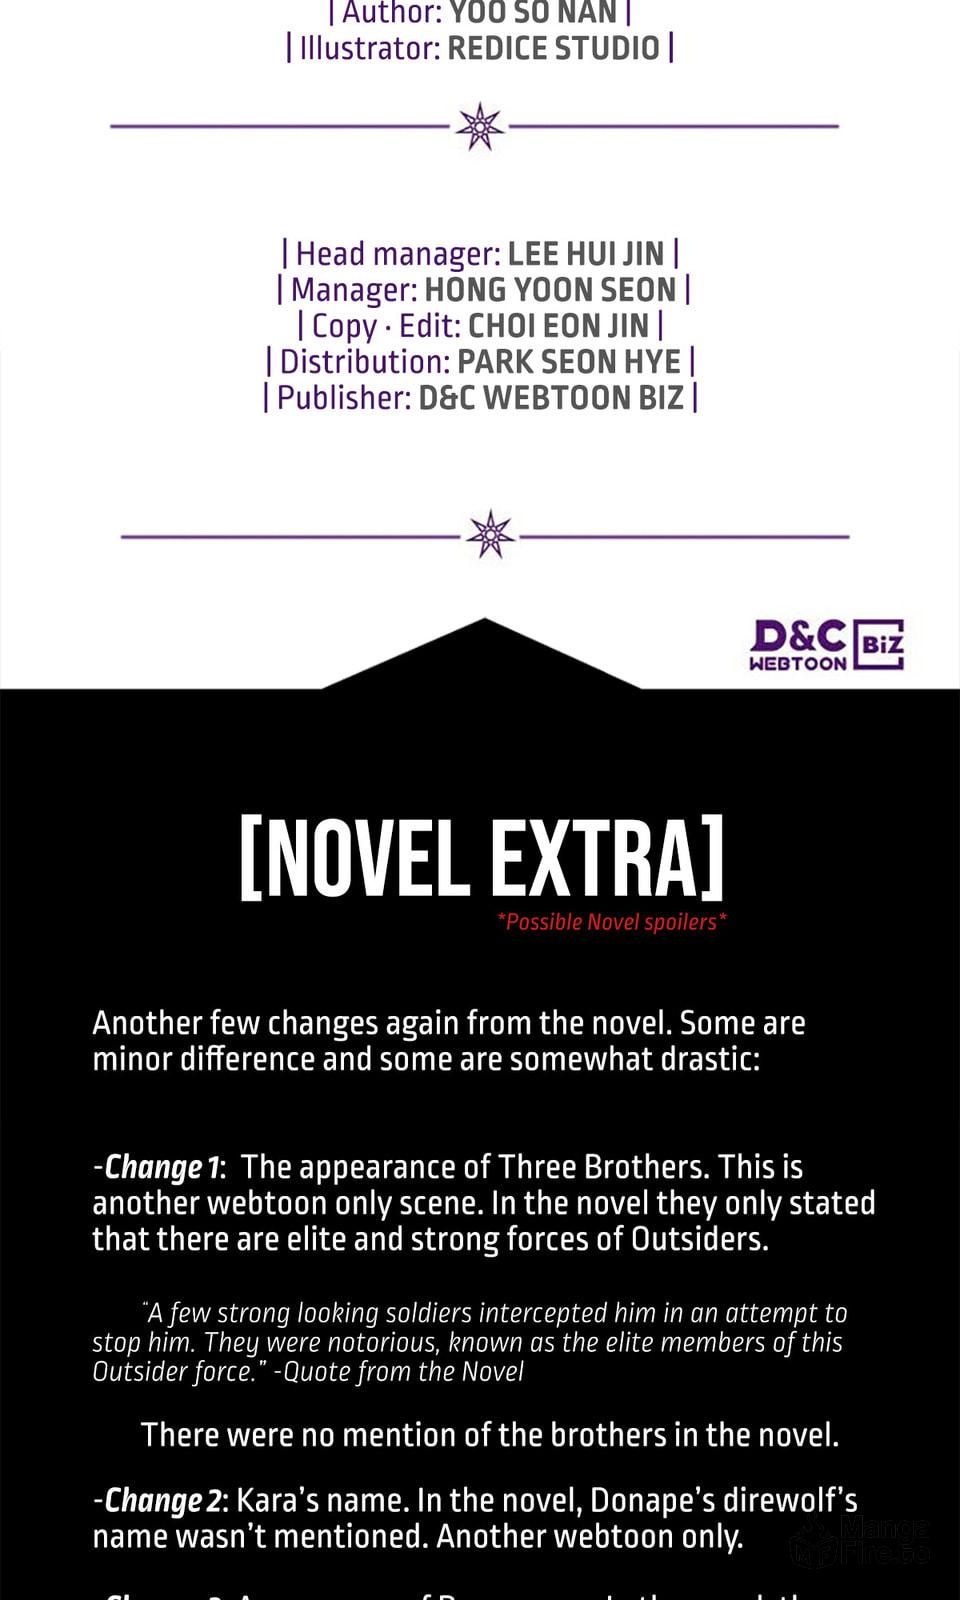 | Author: YOO SO NAN |
| Illustrator: REDICE STUDIO |
| Head manager: LEE HUI JIN |
| Manager: HONG YOON SEON |
| Copy · Edit: CHOI EON JIN |
| Distribution: PARK SEON HYE |
| Publisher: D&C WEBTOON BIZ |
D&C
WEBTOON
BiZ
[NOVEL EXTRA]
*Possible Novel spoilers*
Another few changes again from the novel. Some are
minor difference and some are somewhat drastic:
-Change 1: The appearance of Three Brothers. This is
another webtoon only scene. In the novel they only stated
that there are elite and strong forces of Outsiders.
“A few strong looking soldiers intercepted him in an attempt to
stop him. They were notorious, known as the elite members of this
Outsider force.” -Quote from the Novel
There were no mention of the brothers in the novel.
-Change 2: Kara’s name. In the novel, Donape’s direwolf’s
name wasn’t mentioned. Another webtoon only.
Manga
Fire.to